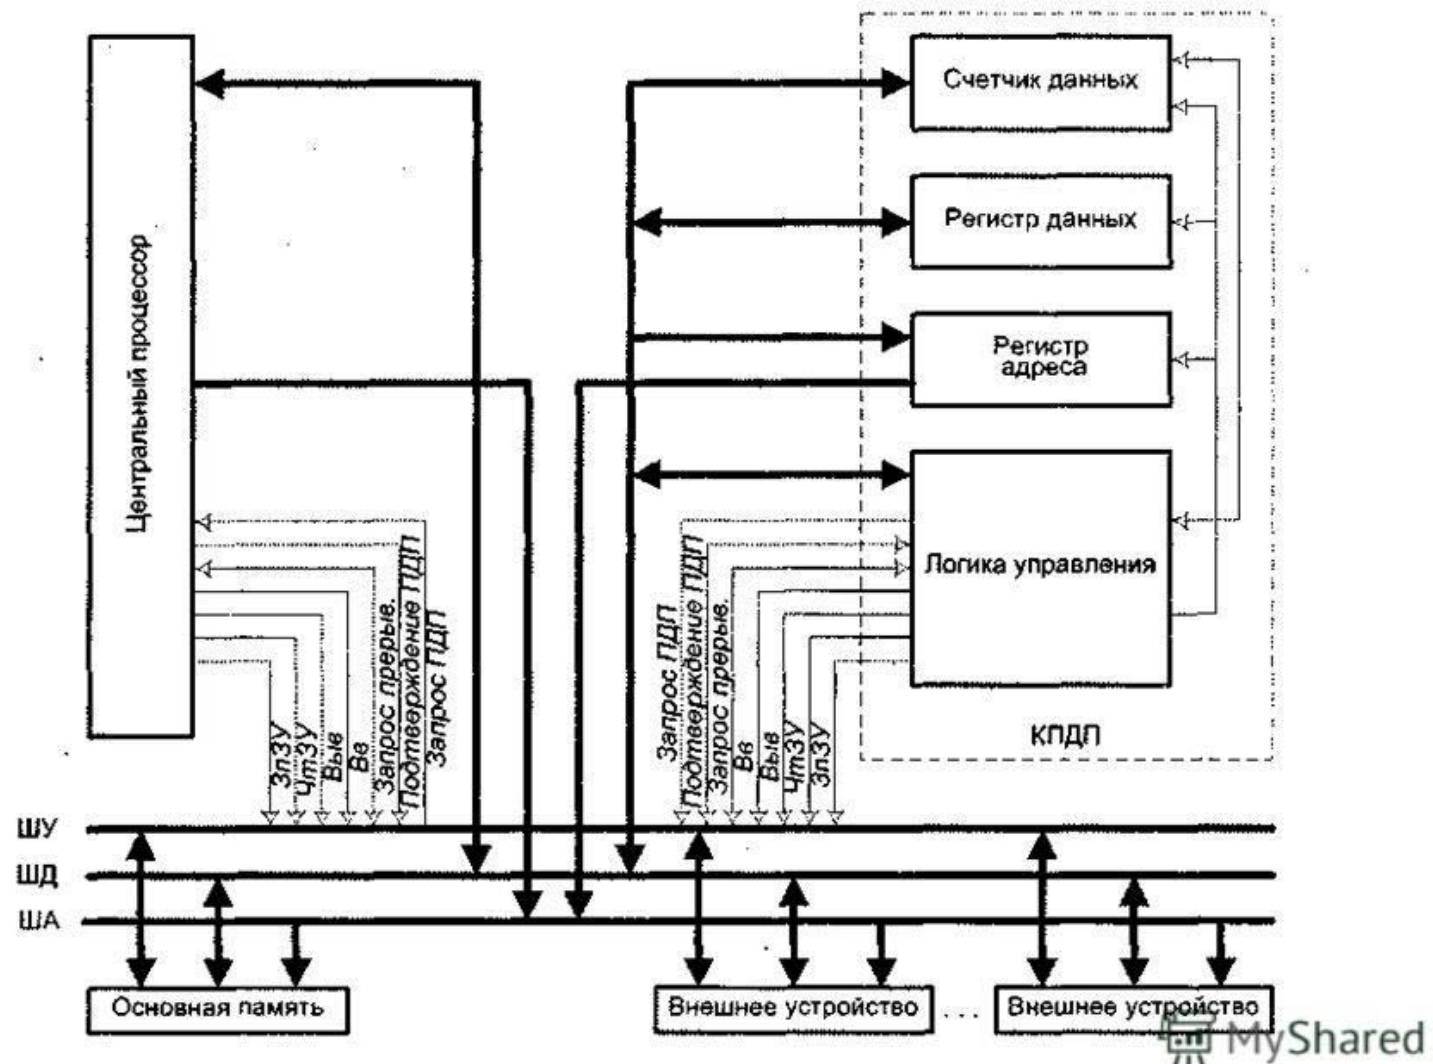 Счетчик данных
Регистр данных
Регистр
адреса
Центральный процессор
Логика управления
КПДП
ЗпЗУ
ЧтЗУ
Выв
Вв
Запрос прерыв.
Подтверждение ПДП
Запрос ПДП
Запрос ПДП
Подтверждение ПДП
Запрос прерыв.
Вв
Выв
ЧтЗУ
ЗпЗУ
ШУ
ШД
ША
Основная память
Внешнее устройство
...
Внешнее устройство
MyShared